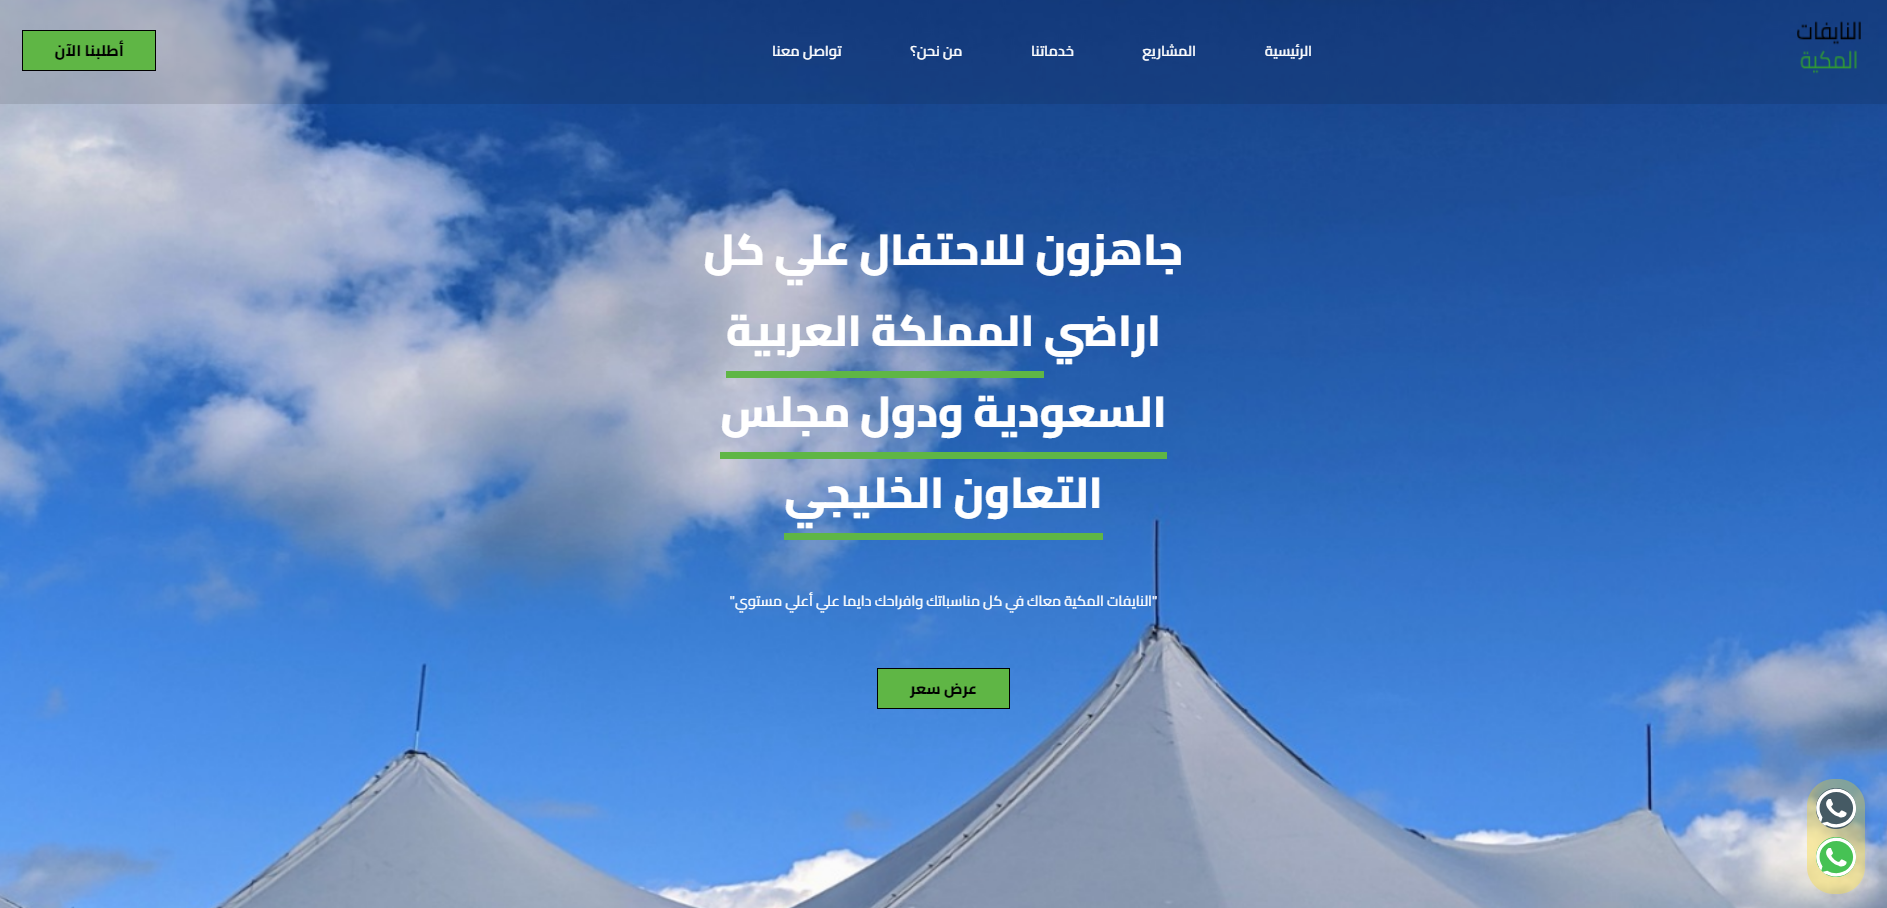 النايفات
المكية
الرئيسية
المشاريع
خدماتنا
من نحن؟
تواصل معنا
أطلبنا الآن
جاهزون للاحتفال علي كل
اراضي المملكة العربية
السعودية ودول مجلس
التعاون الخليجي
"النايفات المكية معاك في كل مناسباتك وافراحك دايما علي أعلي مستوي"
عرض سعر